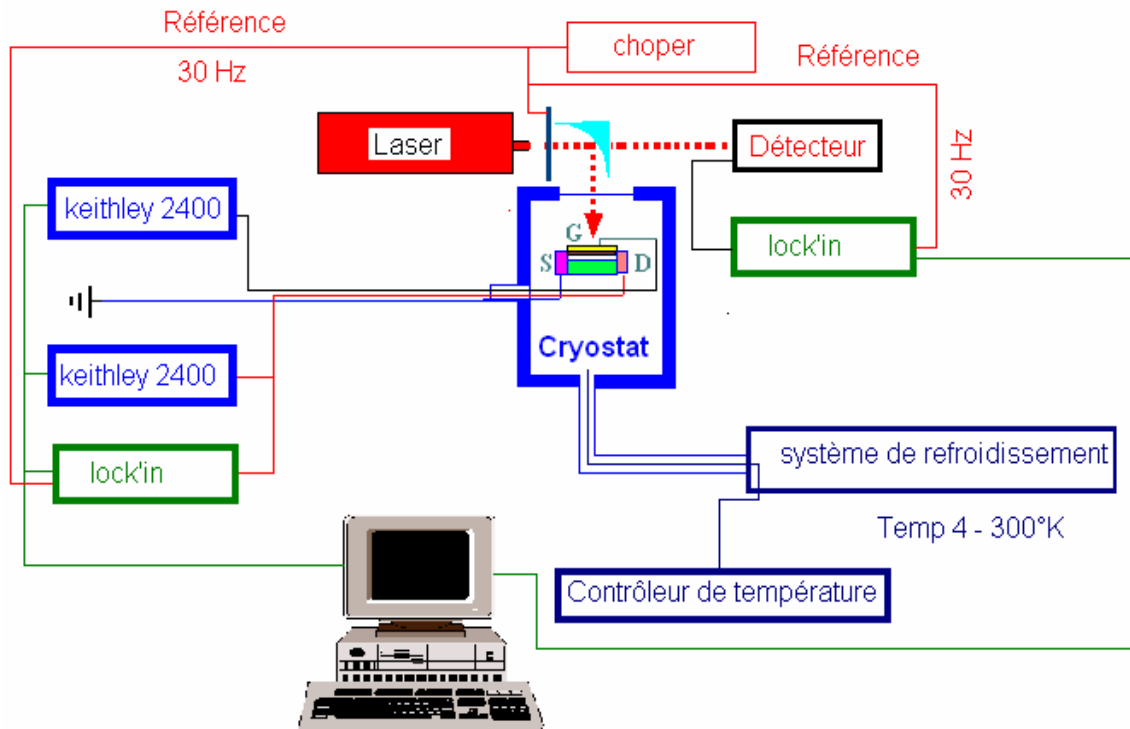 Référence
choper
Référence
30 Hz
Laser
Détecteur
30 Hz
keithley 2400
lock'in
G
S
D
Cryostat
keithley 2400
système de refroidissement
lock'in
Temp 4 - 300°K
Contrôleur de température